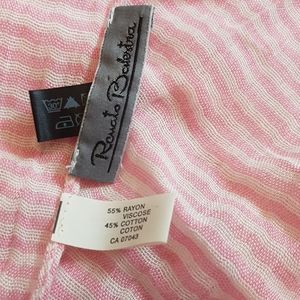 Renato Balestra
55% RAYON
VISCOSE
45% COTTON
COTON
CA 07043